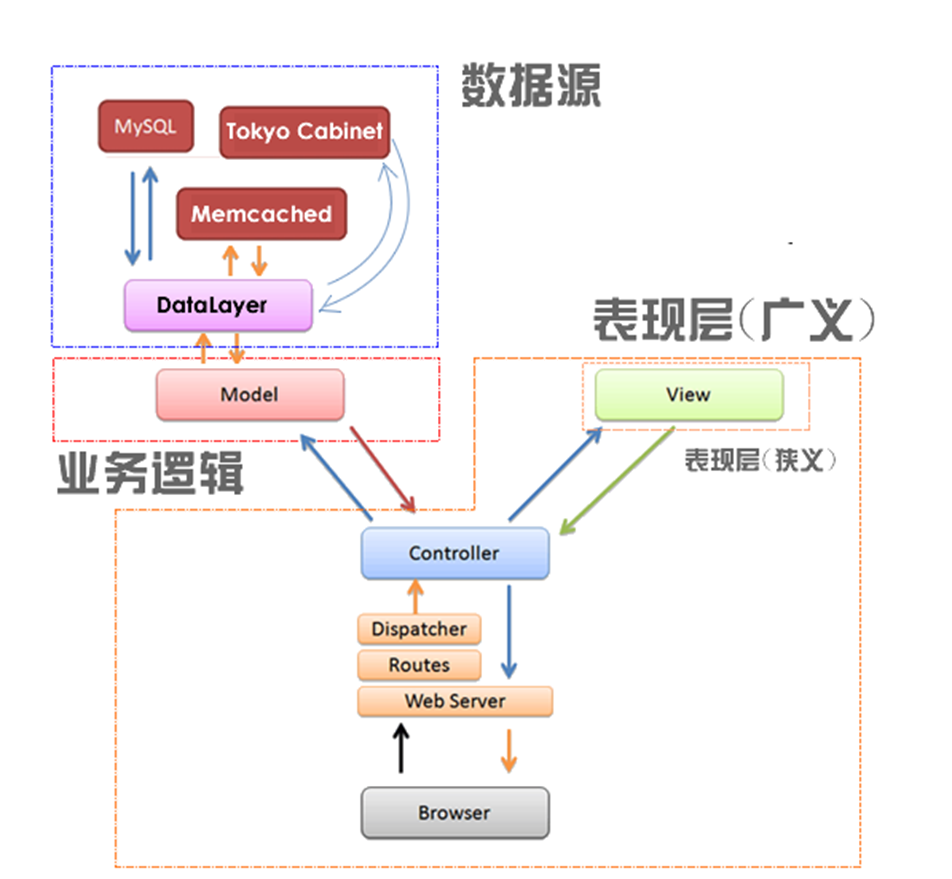 数据源
MySQL
Tokyo Cabinet
Memcached
DataLayer
表现层(广义)
Model
View
业务逻辑
表现层(狭义)
Controller
Dispatcher
Routes
Web Server
Browser